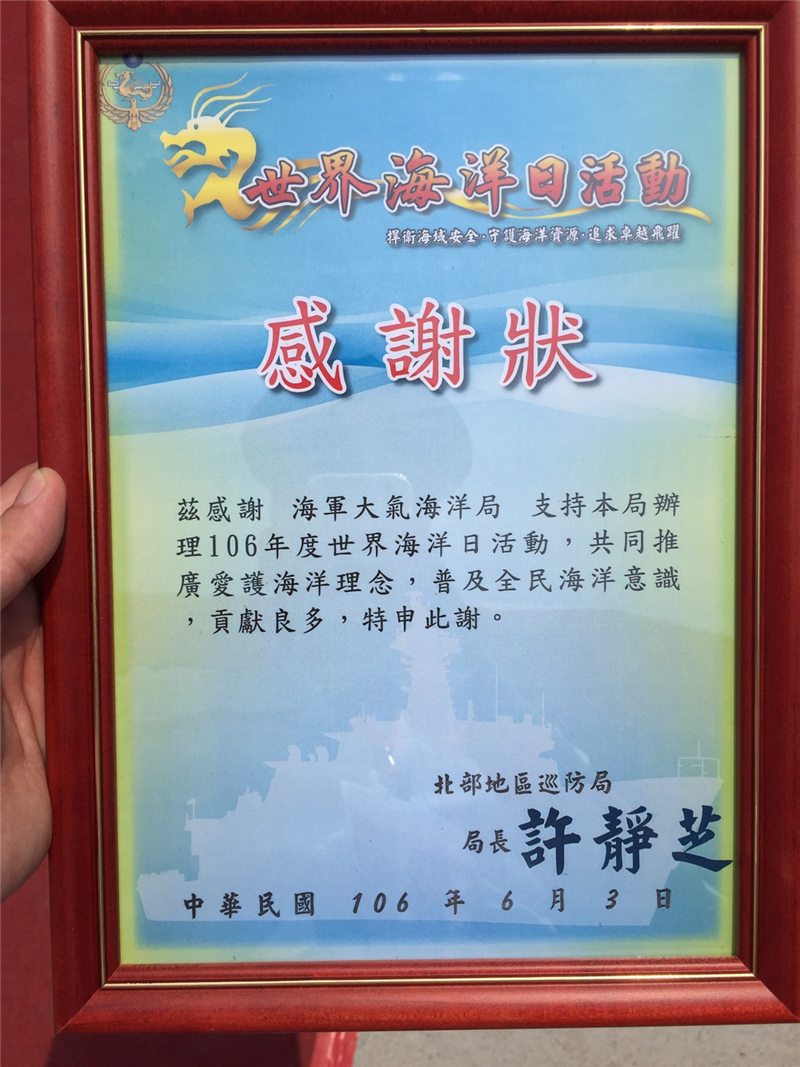 世界海洋日活動
捍衛海域安全·守護海洋資源·追求卓越飛躍
感謝狀
茲感謝 海軍大氣海洋局 支持本局辦
理106年度世界海洋日活動，共同推
廣愛護海洋理念，普及全民海洋意識
，貢獻良多，特申此謝。
北部地區巡防局
局長 許靜芝
中華民國 106 年 6 月 3 日